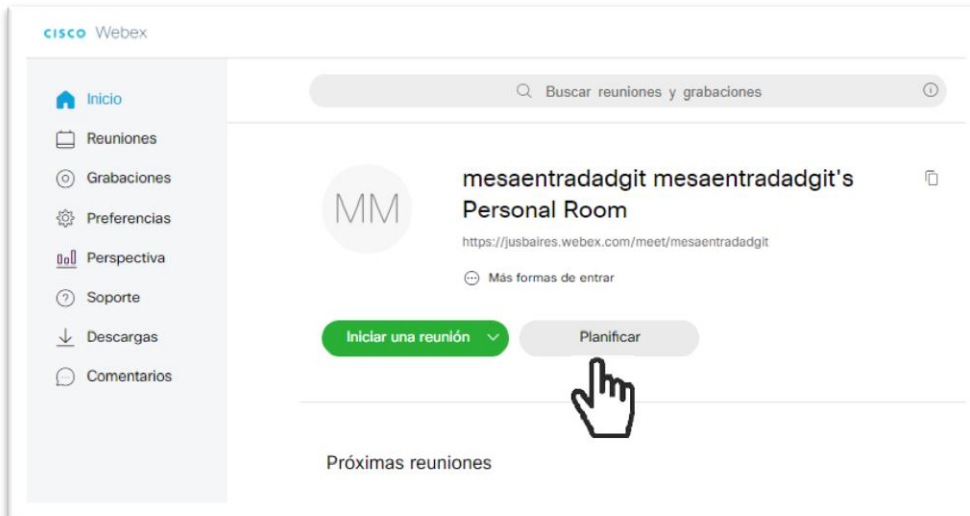 CISCO Webex
Inicio
Reuniones
Grabaciones
Preferencias
Perspectiva
Soporte
Descargas
Comentarios
Buscar reuniones y grabaciones
MM
mesaentradadgit mesaentradadgit's
Personal Room
https://jusbaires.webex.com/meet/mesaentradadgit
Más formas de entrar
Iniciar una reunión
Planificar
Próximas reuniones